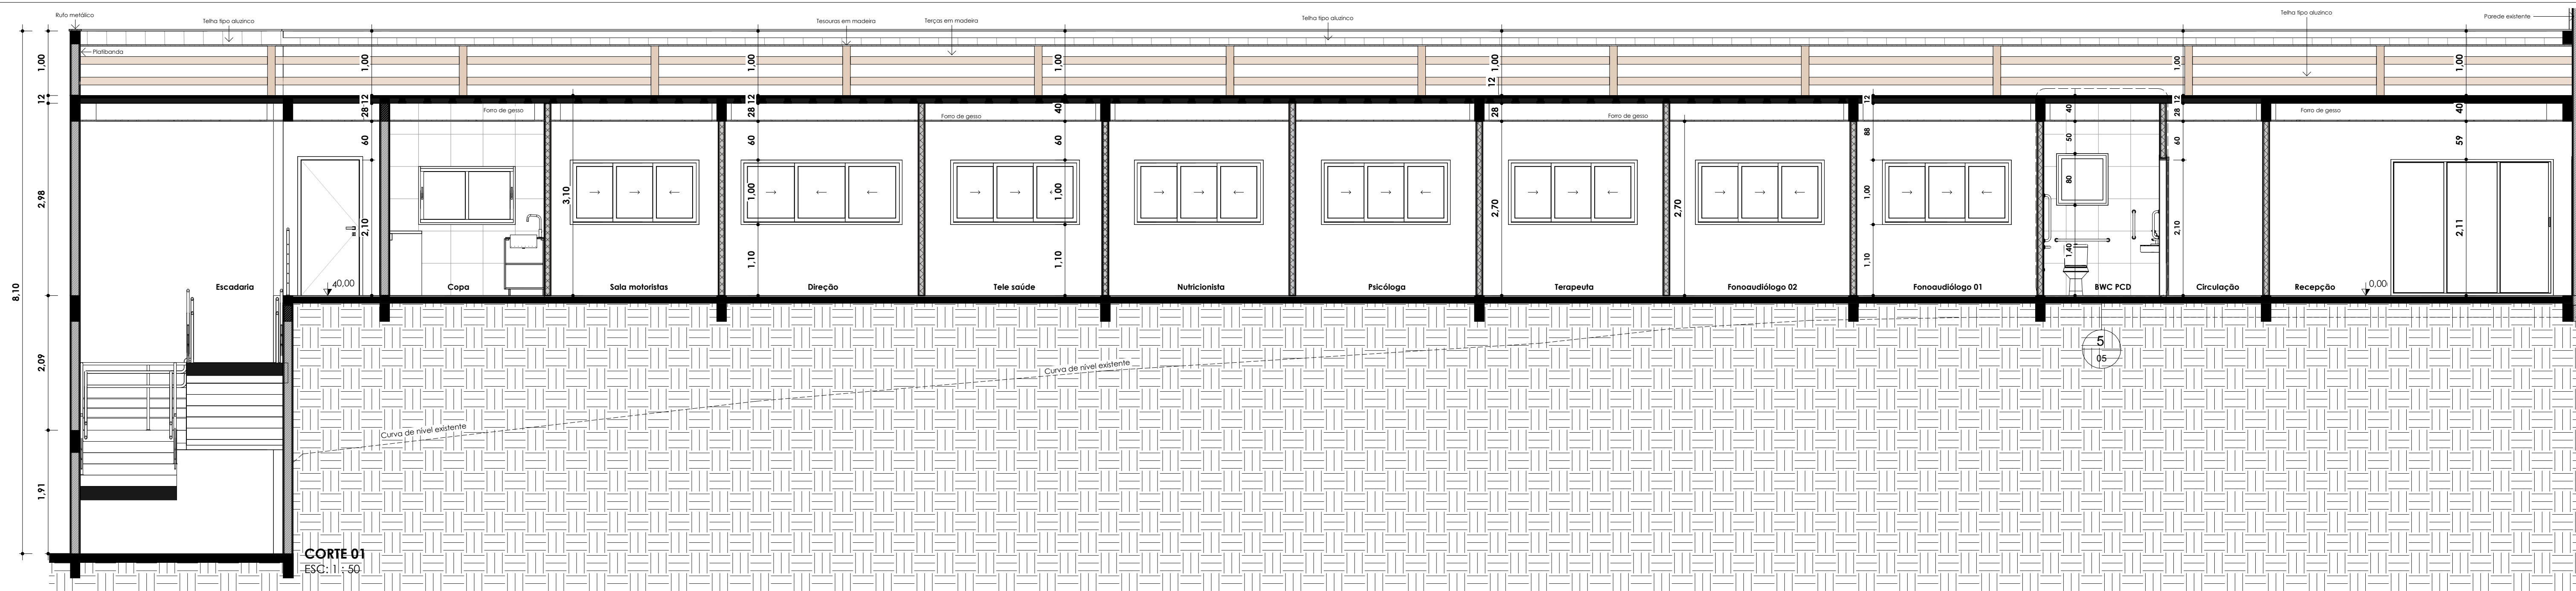 Rufo metálico
Telha tipo aluzinco
Tesouras em madeira
Terças em madeira
Telha tipo aluzinco
Telha tipo aluzinco
Parede existente
Platibanda
1,00
1,00
1,00
1,00
1,00
12
1,00
1,00
12
12
12
12
12
12
28
28
40
28
40
28
40
Forro de gesso
Forro de gesso
Forro de gesso
Forro de gesso
60
60
60
88
50
60
59
8,10
2,98
2,10
3,10
1,00
1,00
2,70
2,70
1,00
80
2,10
2,11
1,10
1,10
1,10
1,40
40,00
0,00
Escadaria
Copa
Sala motoristas
Direção
Tele saúde
Nutricionista
Psicóloga
Terapeuta
Fonoaudiólogo 02
Fonoaudiólogo 01
BWC PCD
Circulação
Recepção
2,09
5
05
Curva de nível existente
Curva de nível existente
1,91
CORTE 01
ESC: 1 : 50